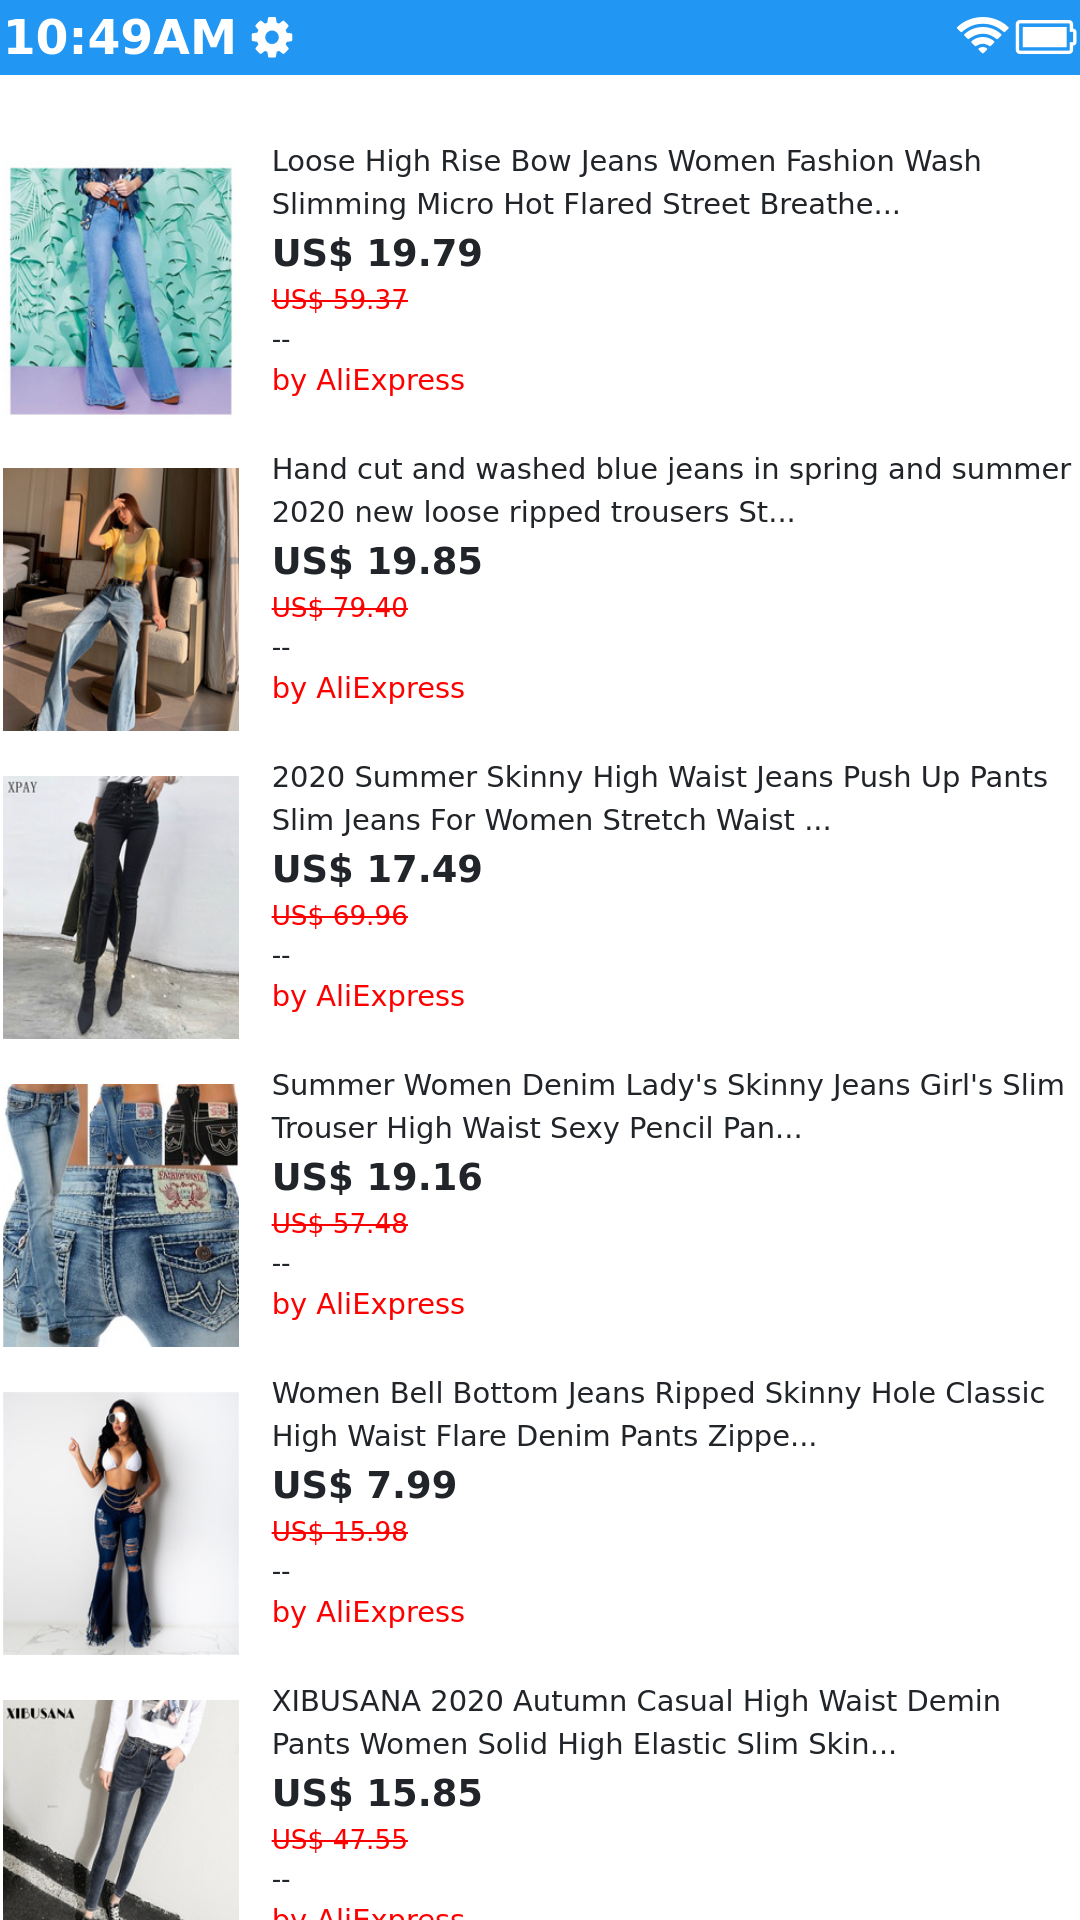 10:49AM
Loose High Rise Bow Jeans Women Fashion Wash
Slimming Micro Hot Flared Street Breathe...
US$ 19.79
US$ 59.37
--
by AliExpress
Hand cut and washed blue jeans in spring and summer
2020 new loose ripped trousers St...
US$ 19.85
US$ 79.40
--
by AliExpress
XPAY
2020 Summer Skinny High Waist Jeans Push Up Pants
Slim Jeans For Women Stretch Waist ...
US$ 17.49
US$ 69.96
--
by AliExpress
Summer Women Denim Lady's Skinny Jeans Girl's Slim
Trouser High Waist Sexy Pencil Pan...
US$ 19.16
US$ 57.48
--
by AliExpress
Women Bell Bottom Jeans Ripped Skinny Hole Classic
High Waist Flare Denim Pants Zippe...
US$ 7.99
US$ 15.98
--
by AliExpress
XIBUSANA
XIBUSANA 2020 Autumn Casual High Waist Demin
Pants Women Solid High Elastic Slim Skin...
US$ 15.85
US$ 47.55
--
by AliExpress